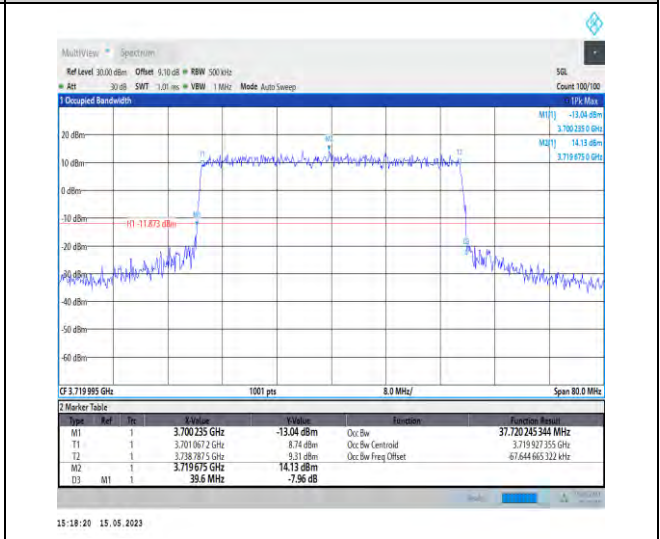 MultiView Spectrum
Ref Level 30.00 dBm Offset 9.10 dB RBW 500 kHz SGL
Att 30 dB SWT 1.01 ms VBW 1 MHz Mode Auto Sweep Count 100/100
1 Occupied Bandwidth 1Pk Max
M1[1] -13.04 dBm
3.700 235 0 GHz
M2[1] 14.13 dBm
3.719 675 0 GHz
20 dBm
M2
T1
T2
10 dBm
0 dBm
-10 dBm
M1
H1 -11.873 dBm
-20 dBm
-30 dBm
-40 dBm
-50 dBm
-60 dBm
CF 3.719 995 GHz 1001 pts 8.0 MHz/ Span 80.0 MHz
2 Marker Table
Type Ref Trc X-Value Y-Value Function Function Result
M1 1 3.700 235 GHz -13.04 dBm Occ Bw 37.720 245 344 MHz
T1 1 3.701 067 2 GHz 8.74 dBm Occ Bw Centroid 3.719 927 355 GHz
T2 1 3.738 787 5 GHz 9.31 dBm Occ Bw Freq Offset -67.644 665 322 kHz
M2 1 3.719 675 GHz 14.13 dBm
D3 M1 1 39.6 MHz -7.96 dB
15:18:20 15.05.2023